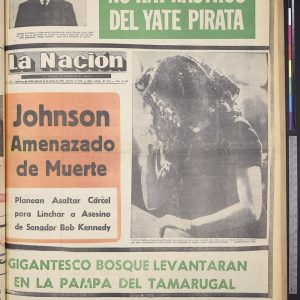 NO HAY RASTROS
DEL YATE PIRATA
La Nación
Johnson
Amenazado
de Muerte
Planean Asaltar Cárcel
para Linchar a Asesino
de Senador Bob Kennedy
GIGANTESCO BOSQUE LEVANTARAN
EN LA PAMPA DEL TAMARUGAL